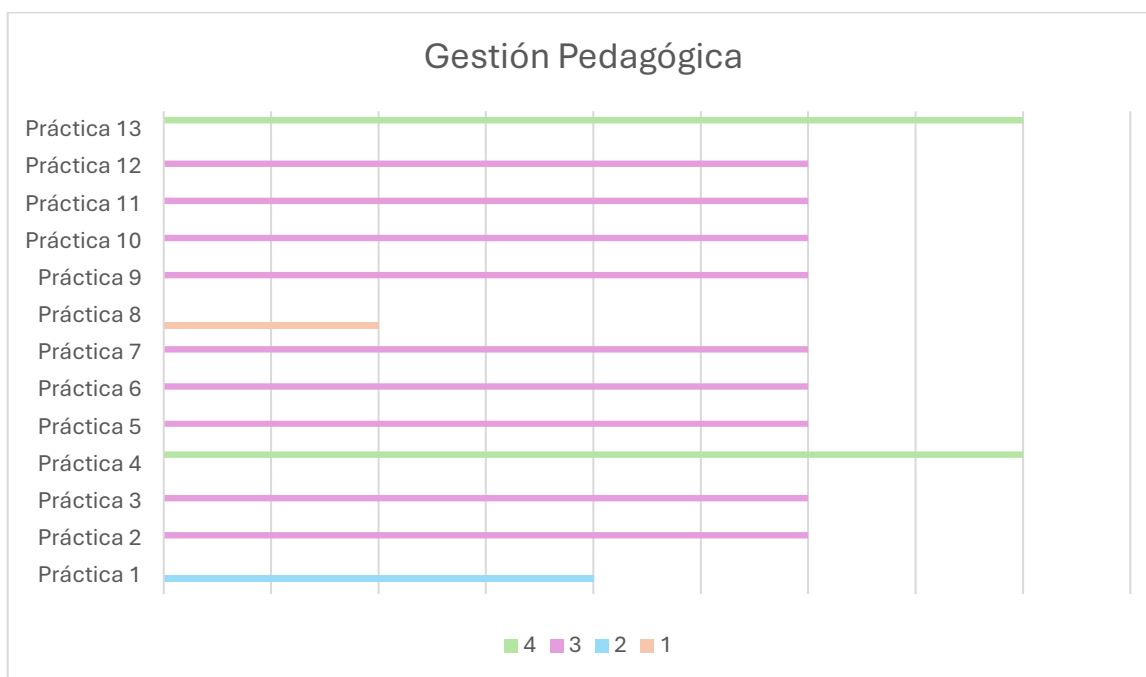 Gestión Pedagógica
Práctica 13
Práctica 12
Práctica 11
Práctica 10
Práctica 9
Práctica 8
Práctica 7
Práctica 6
Práctica 5
Práctica 4
Práctica 3
Práctica 2
Práctica 1
4 3 2 1